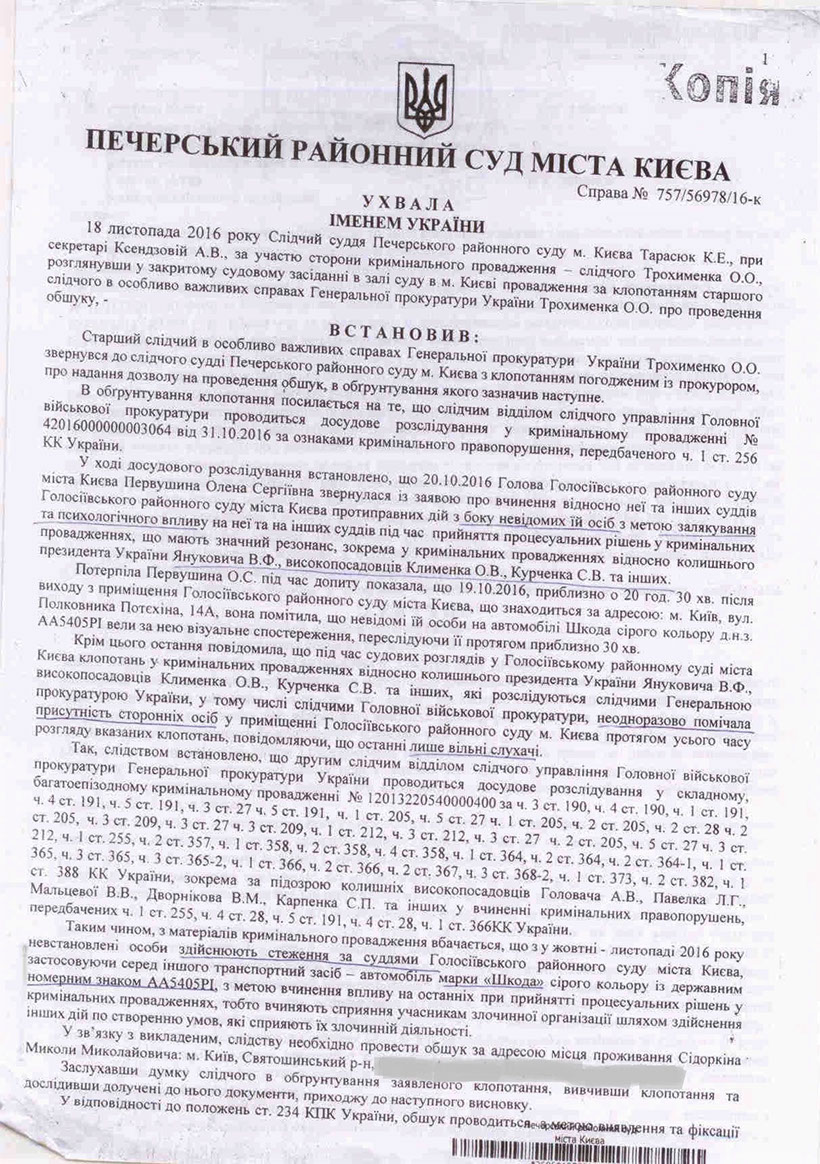 1
Копія
ПЕЧЕРСЬКИЙ РАЙОННИЙ СУД МІСТА КИЄВА
Справа № 757/56978/16-к
У Х В А Л А
ІМЕНЕМ УКРАЇНИ
18 листопада 2016 року Слідчий суддя Печерського районного суду м. Києва Тарасюк К.Е., при
секретарі Ксендзовій А.В., за участю сторони кримінального провадження – слідчого Трохименка О.О.,
розглянувши у закритому судовому засіданні в залі суду в м. Києві провадження за клопотанням старшого
слідчого в особливо важливих справах Генеральної прокуратури України Трохименка О.О. про проведення
обшуку, -
В С Т А Н О В И В :
Старший слідчий в особливо важливих справах Генеральної прокуратури України Трохименко О.О.
звернувся до слідчого судді Печерського районного суду м. Києва з клопотанням погодженим із прокурором,
про надання дозволу на проведення обшук, в обґрунтування якого зазначив наступне.
В обґрунтування клопотання посилається на те, що слідчим відділом слідчого управління Головної
військової прокуратури проводиться досудове розслідування у кримінальному провадженні №
42016000000003064 від 31.10.2016 за ознаками кримінального правопорушення, передбаченого ч. 1 ст. 256
КК України.
У ході досудового розслідування встановлено, що 20.10.2016 Голова Голосіївського районного суду
міста Києва Первушина Олена Сергіївна звернулась із заявою про вчинення відносно неї та інших суддів
Голосіївського районного суду міста Києва протиправних дій з боку невідомих їй осіб з метою залякування
та психологічного впливу на неї та на інших суддів під час прийняття процесуальних рішень у кримінальних
провадженнях, що мають значний резонанс, зокрема у кримінальних провадженнях відносно колишнього
президента України Януковича В.Ф., високопосадовців Клименка О.В., Курченка С.В. та інших.
Потерпіла Первушина О.С. під час допиту показала, що 19.10.2016, приблизно о 20 год. 30 хв. після
виходу з приміщення Голосіївського районного суду міста Києва, що знаходиться за адресою: м. Київ, вул.
Полковника Потєхіна, 14А, вона помітила, що невідомі їй особи на автомобілі Шкода сірого кольору д.н.з.
АА5405РІ вели за нею візуальне спостереження, переслідуючи її протягом приблизно 30 хв.
Крім цього остання повідомила, що під час судових розглядів у Голосіївському районному суді міста
Києва клопотань у кримінальних провадженнях відносно колишнього президента України Януковича В.Ф.,
високопосадовців Клименка О.В., Курченка С.В. та інших, які розслідуються слідчими Генеральною
прокуратурою України, у тому числі слідчими Головної військової прокуратури, неодноразово помічала
присутність сторонніх осіб у приміщенні Голосіївського районного суду м. Києва протягом усього часу
розгляду вказаних клопотань, повідомляючи, що останні лише вільні слухачі.
Так, слідством встановлено, що другим слідчим відділом слідчого управління Головної військової
прокуратури Генеральної прокуратури України проводиться досудове розслідування у складному,
багатоепізодному кримінальному провадженні № 12013220540000400 за ч. 3 ст. 190, ч. 4 ст. 190, ч. 1 ст. 191,
ч. 4 ст. 191, ч. 5 ст. 191, ч. 3 ст. 27 ч. 5 ст. 191, ч. 1 ст. 205, ч. 5 ст. 27 ч. 1 ст. 205, ч. 2 ст. 205, ч. 2 ст. 28 ч. 2
ст. 205, ч. 3 ст. 209, ч. 3 ст. 27 ч. 3 ст. 209, ч. 1 ст. 212, ч. 3 ст. 212, ч. 3 ст. 27 ч. 2 ст. 205, ч. 5 ст. 27 ч. 3 ст.
212, ч. 1 ст. 255, ч. 2 ст. 357, ч. 1 ст. 358, ч. 2 ст. 358, ч. 4 ст. 358, ч. 1 ст. 364, ч. 2 ст. 364, ч. 2 ст. 364-1, ч. 1 ст.
365, ч. 3 ст. 365, ч. 3 ст. 365-2, ч. 1 ст. 366, ч. 2 ст. 366, ч. 2 ст. 367, ч. 3 ст. 368-2, ч. 1 ст. 373, ч. 2 ст. 382, ч. 1
ст. 388 КК України, зокрема за підозрою колишніх високопосадовців Головача А.В., Павелка Л.Г.,
Мальцевої В.В., Дворнікова В.М., Карпенка С.П. та інших у вчиненні кримінальних правопорушень,
передбачених ч. 1 ст. 255, ч. 4 ст. 28, ч. 5 ст. 191, ч. 4 ст. 28, ч. 1 ст. 366КК України.
Таким чином, з матеріалів кримінального провадження вбачається, що з у жовтні - листопаді 2016 року
невстановлені особи здійснюють стеження за суддями Голосіївського районного суду міста Києва,
застосовуючи серед іншого транспортний засіб – автомобіль марки «Шкода» сірого кольору із державним
номерним знаком АА5405РІ, з метою вчинення впливу на останніх при прийнятті процесуальних рішень у
кримінальних провадженнях, тобто вчиняють сприяння учасникам злочинної організації шляхом здійснення
інших дій по створенню умов, які сприяють їх злочинній діяльності.
У зв’язку з викладеним, слідству необхідно провести обшук за адресою місця проживання Сідоркіна
Миколи Миколайовича: м. Київ, Святошинський р-н,
Заслухавши думку слідчого в обґрунтування заявленого клопотання, вивчивши клопотання та
дослідивши долучені до нього документи, приходжу до наступного висновку.
У відповідності до положень ст. 234 КПК України, обшук проводиться з метою виявлення та фіксації
міста Києва